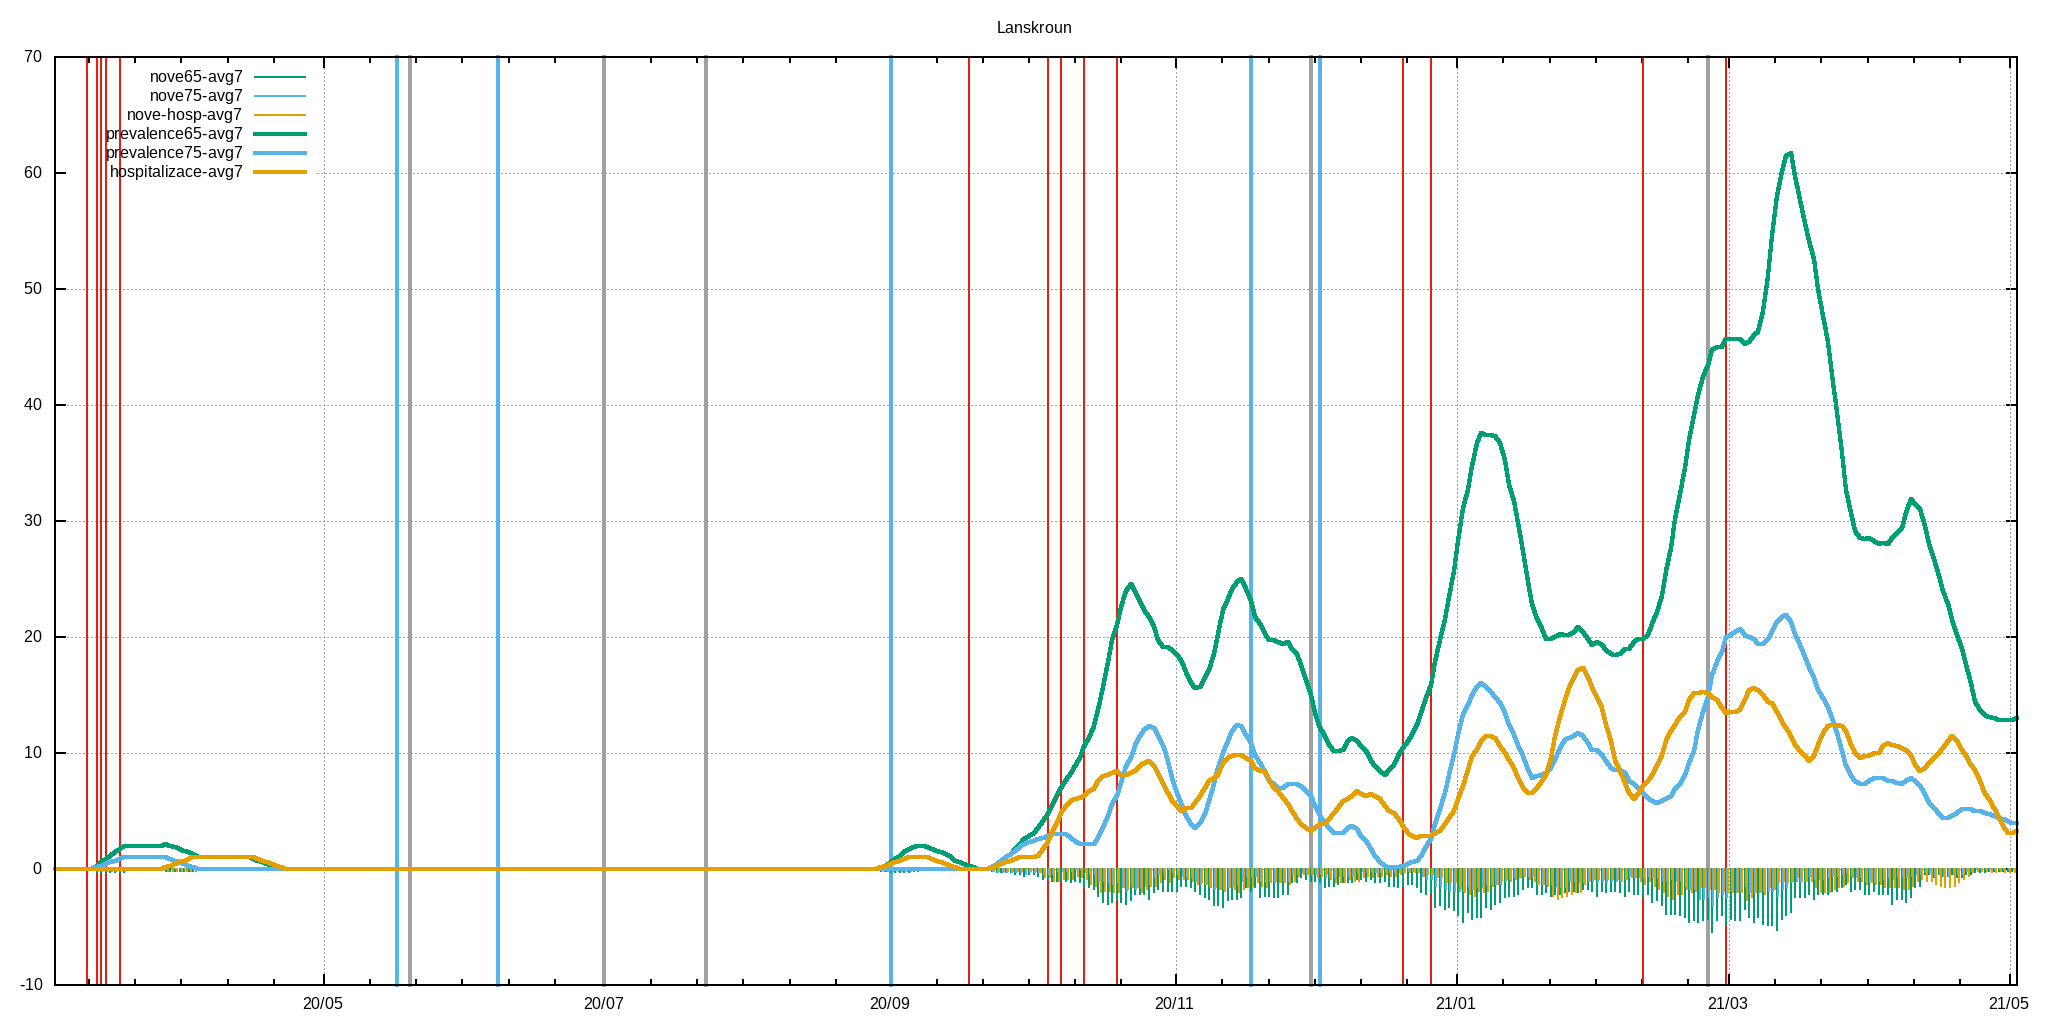 Lanskroun
70
60
50
40
30
20
10
0
-10
nove65-avg7
nove75-avg7
nove-hosp-avg7
prevalence65-avg7
prevalence75-avg7
hospitalizace-avg7
20/05 20/07 20/09 20/11 21/01 21/03 21/05